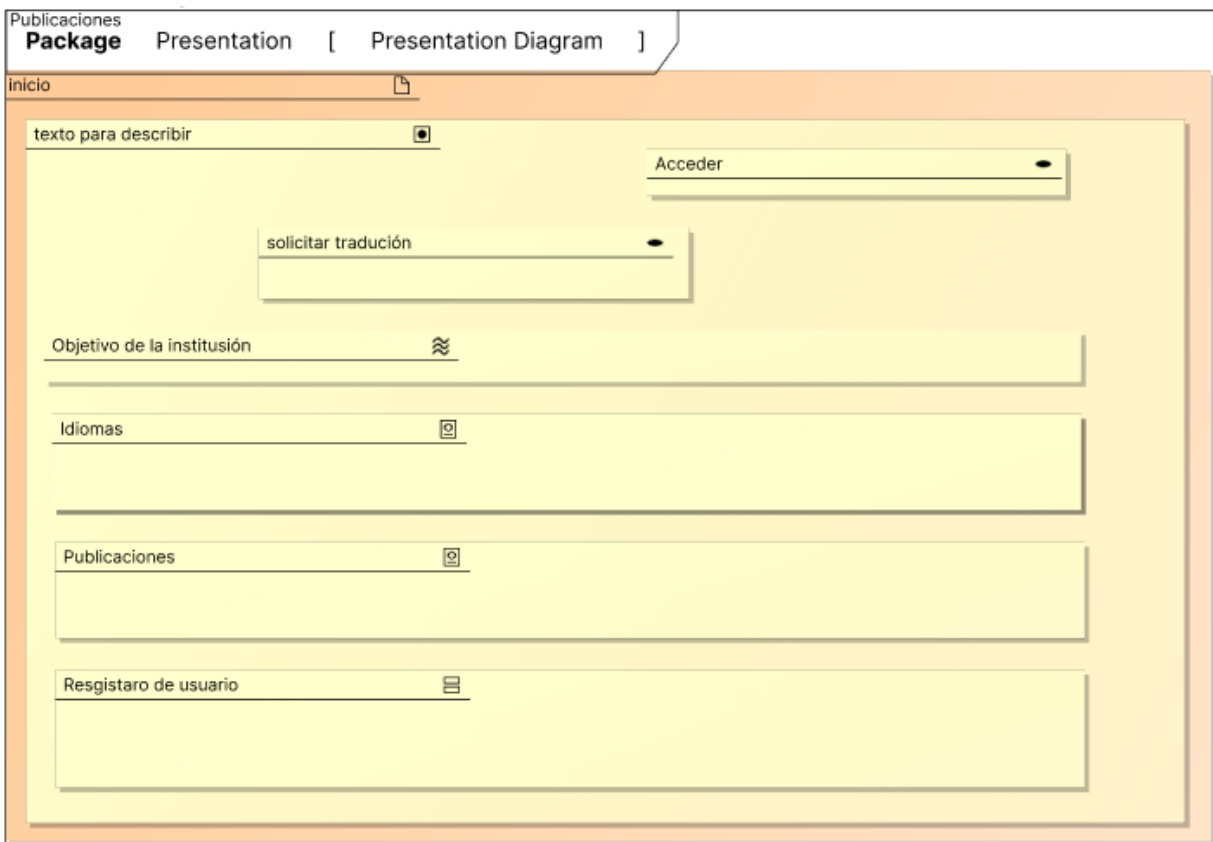 Publicaciones
Package Presentation [ Presentation Diagram ]
inicio
texto para describir
Acceder
solicitar tradución
Objetivo de la institusión
Idiomas
Publicaciones
Resgistaro de usuario